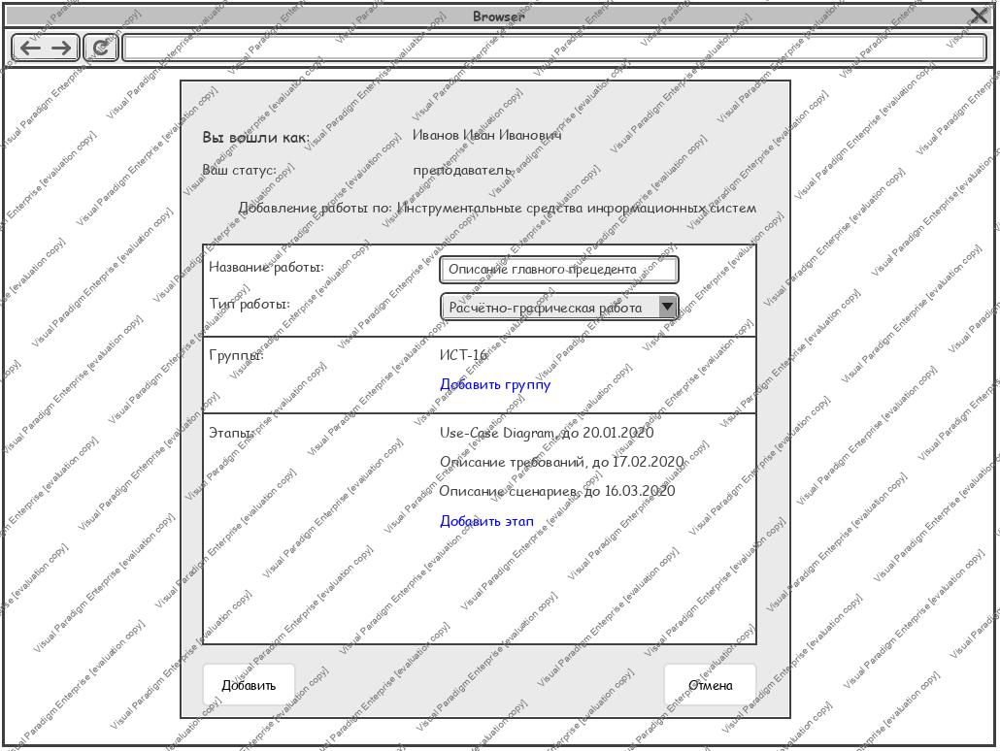 Browser
Вы вошли как: Иванов Иван Иванович
Ваш статус: преподаватель
Добавление работы по: Инструментальные средства информационных систем
Название работы: Описание главного прецедента
Тип работы: Расчётно-графическая работа
Группы: ИСТ-16
Добавить группу
Этапы: Use-Case Diagram, до 20.01.2020
Описание требований, до 17.02.2020
Описание сценариев, до 16.03.2020
Добавить этап
Добавить Отмена
Visual Paradigm Enterprise [evaluation copy]